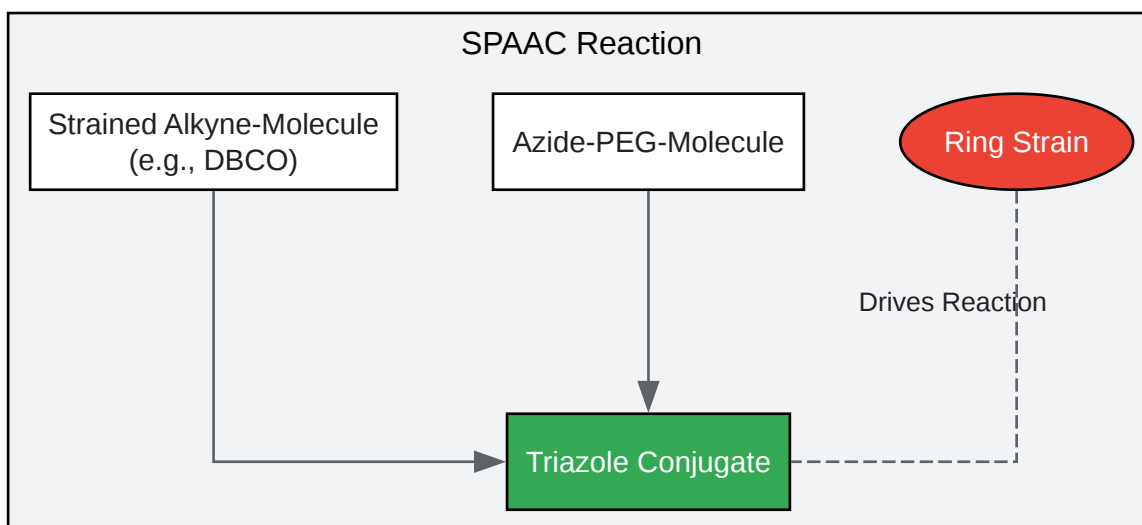 SPAAC Reaction
Strained Alkyne-Molecule
(e.g., DBCO)
Azide-PEG-Molecule
Ring Strain
Drives Reaction
Triazole Conjugate